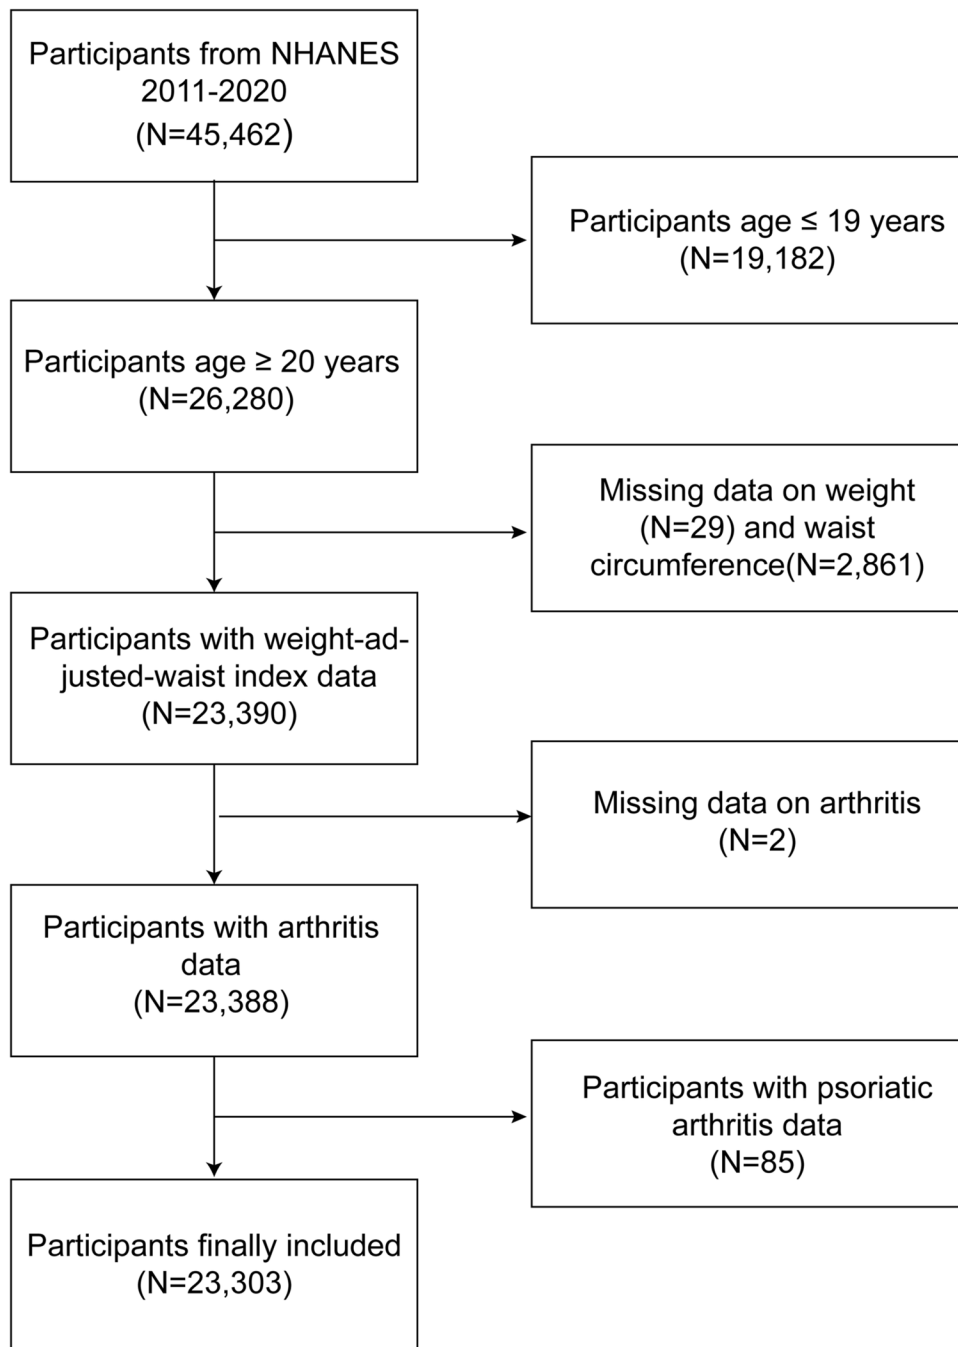 Participants from NHANES
2011-2020
(N=45,462)
Participants age ≤ 19 years
(N=19,182)
Participants age ≥ 20 years
(N=26,280)
Missing data on weight
(N=29) and waist
circumference(N=2,861)
Participants with weight-ad-
justed-waist index data
(N=23,390)
Missing data on arthritis
(N=2)
Participants with arthritis
data
(N=23,388)
Participants with psoriatic
arthritis data
(N=85)
Participants finally included
(N=23,303)